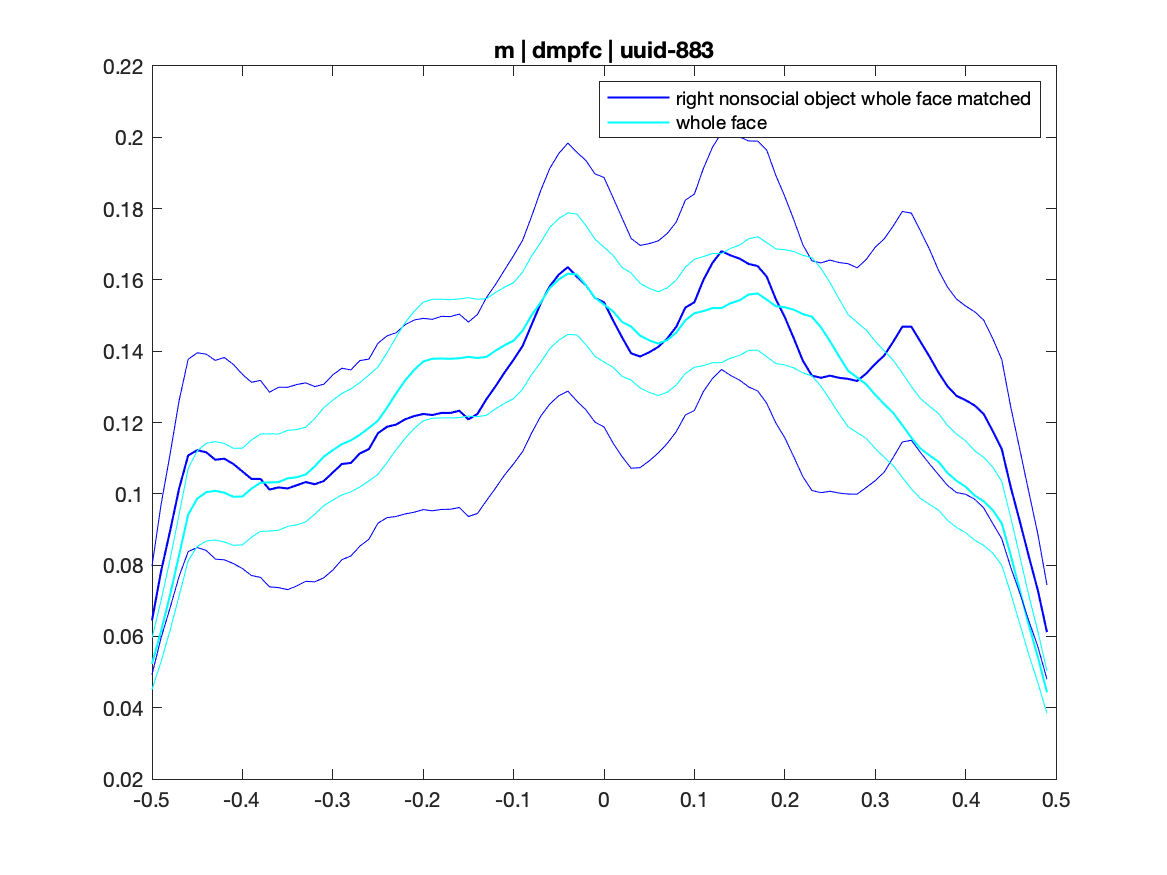 m | dmpfc | uuid-883
right nonsocial object whole face matched
whole face
0.22
0.2
0.18
0.16
0.14
0.12
0.1
0.08
0.06
0.04
0.02
-0.5 -0.4 -0.3 -0.2 -0.1 0 0.1 0.2 0.3 0.4 0.5